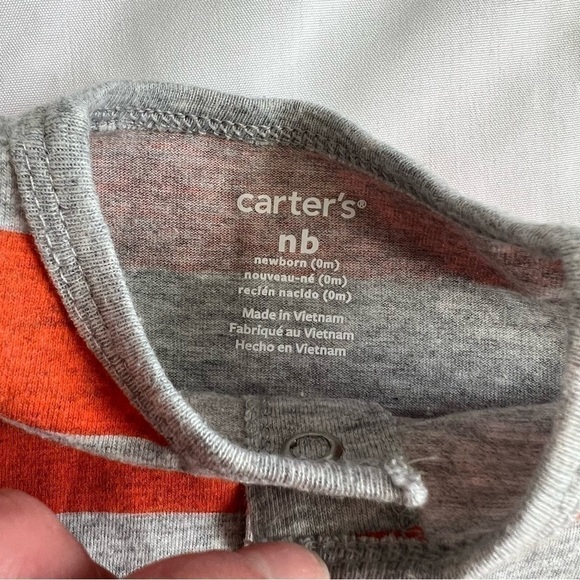 carter's®
nb
newborn (0m)
nouveau-né (0m)
recién nacido (0m)
Made in Vietnam
Fabriqué au Vietnam
Hecho en Vietnam